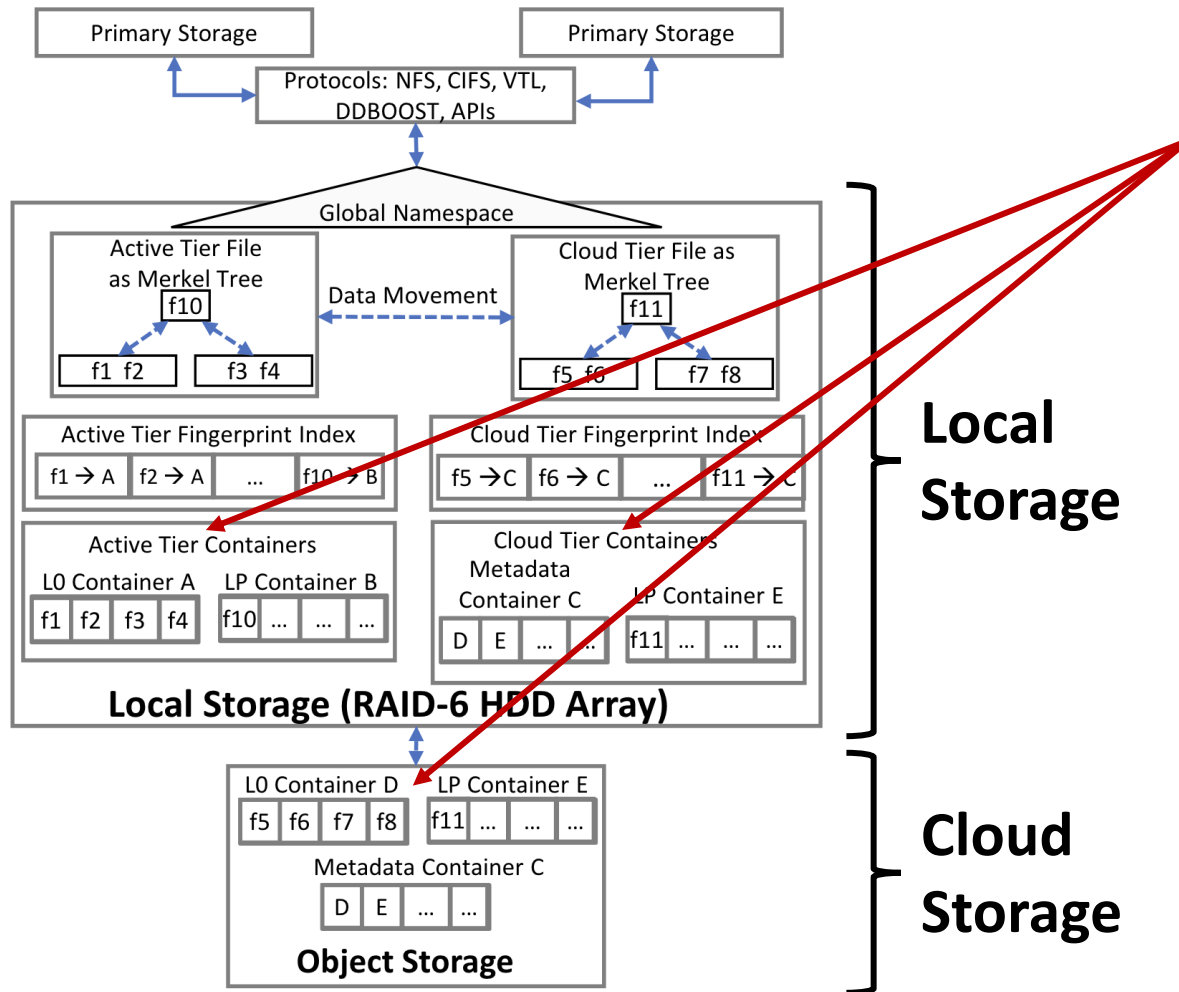 Primary Storage
Primary Storage
Protocols: NFS, CIFS, VTL,
DDBOOST, APIs
Global Namespace
Active Tier File
as Merkel Tree
f10
f1 f2
f3 f4
Data Movement
Cloud Tier File as
Merkel Tree
f11
f5 f6
f7 f8
Active Tier Fingerprint Index
f1 → A
f2 → A
...
f10 → B
Cloud Tier Fingerprint Index
f5 → C
f6 → C
...
f11 → C
Active Tier Containers
L0 Container A
f1 f2 f3 f4
LP Container B
f10 ... ... ...
Cloud Tier Containers
Metadata
Container C
D E ... ...
LP Container E
f11 ... ... ...
Local Storage (RAID-6 HDD Array)
Local
Storage
L0 Container D
f5 f6 f7 f8
LP Container E
f11 ... ... ...
Metadata Container C
D E ... ...
Object Storage
Cloud
Storage